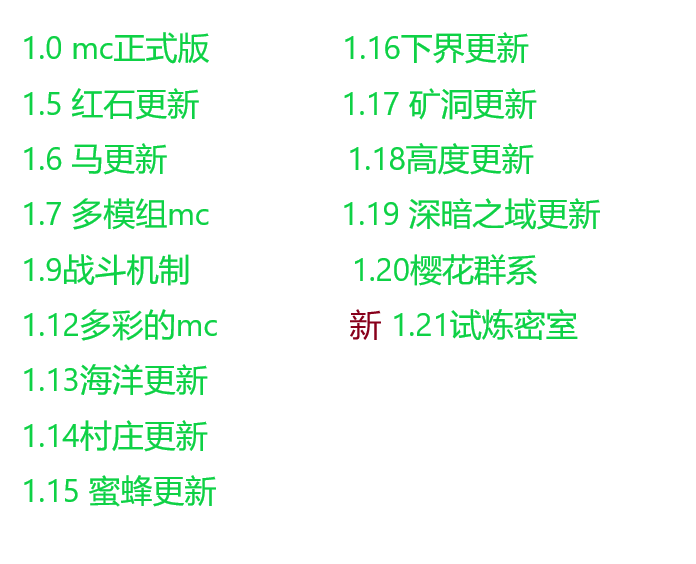 1.0 mc正式版
1.5 红石更新
1.6 马更新
1.7 多模组mc
1.9战斗机制
1.12多彩的mc
1.13海洋更新
1.14村庄更新
1.15 蜜蜂更新
1.16下界更新
1.17 矿洞更新
1.18高度更新
1.19 深暗之域更新
1.20樱花群系
新 1.21试炼密室